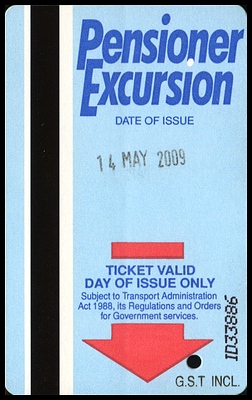 Pensioner
Excursion
DATE OF ISSUE
14 MAY 2009
TICKET VALID
DAY OF ISSUE ONLY
Subject to Transport Administration
Act 1988, its Regulations and Orders
for Government services.
ID33886
G.S.T INCL.